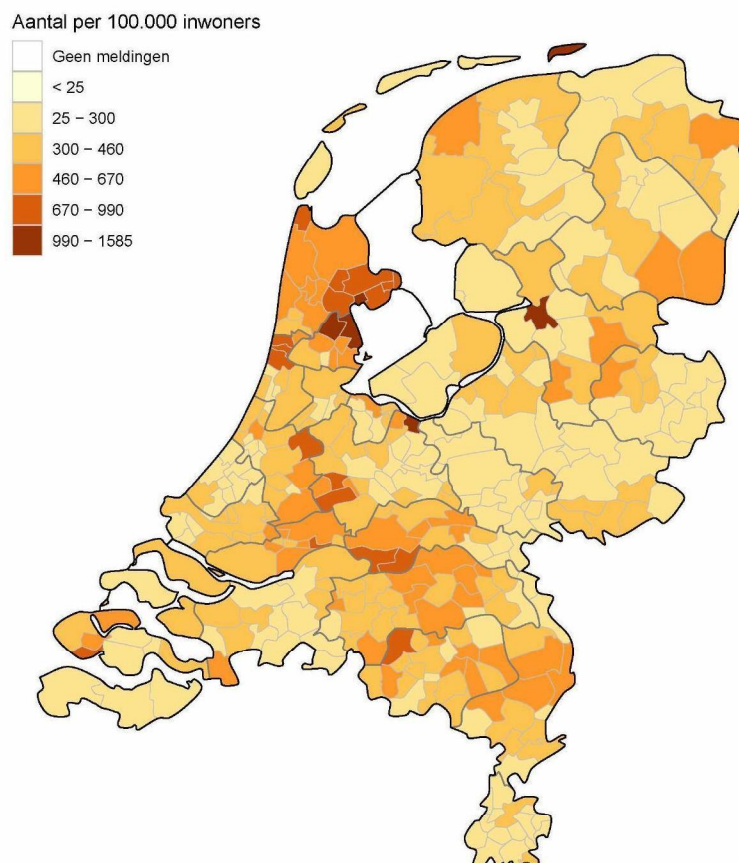 Aantal per 100.000 inwoners
Geen meldingen
< 25
25 – 300
300 – 460
460 – 670
670 – 990
990 – 1585